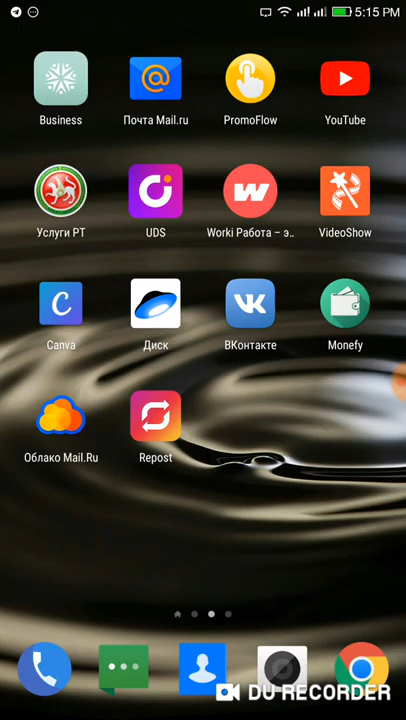 5:15 PM
Business
Почта Mail.ru
PromoFlow
YouTube
Услуги РТ
UDS
Worki Работа – э..
VideoShow
Canva
Диск
ВКонтакте
Monefy
Облако Mail.Ru
Repost
DU RECORDER